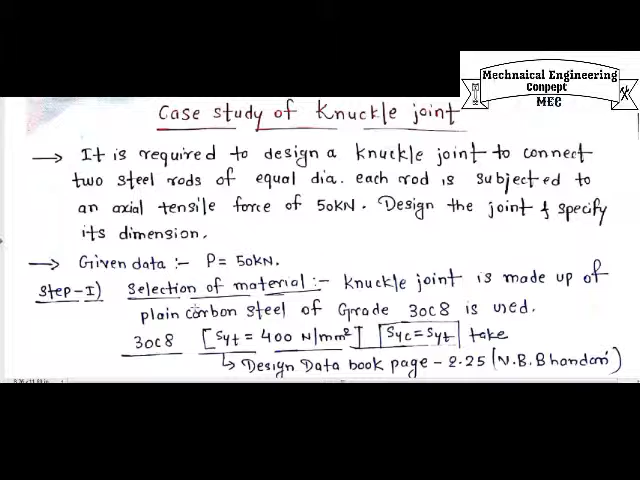 Mechnaical Engineering
Conpept
MEC
Case study of Knuckle joint
→ It is required to design a knuckle joint to connect
two steel rods of equal dia. each rod is subjected to
an axial tensile force of 50KN. Design the joint & specify
its dimension.
→ Given data :- P = 50KN.
Step-I) Selection of material :- Knuckle joint is made up of
plain carbon steel of Grade 30C8 is used.
30C8 [Syt = 400 N/mm²] [Syc = Syt] take
↳ Design Data book page - 2.25 (V.B.Bhandari)